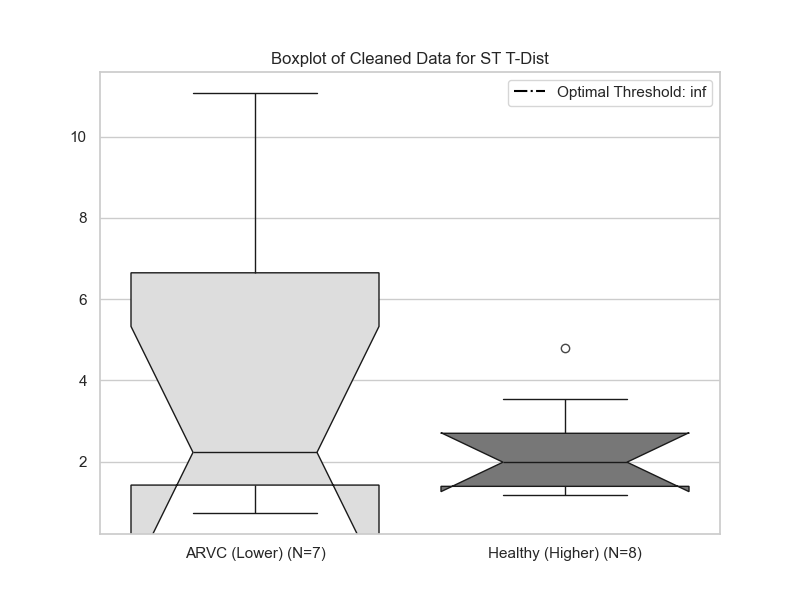 Boxplot of Cleaned Data for ST T-Dist
Optimal Threshold: inf
10
8
6
4
2
ARVC (Lower) (N=7)
Healthy (Higher) (N=8)